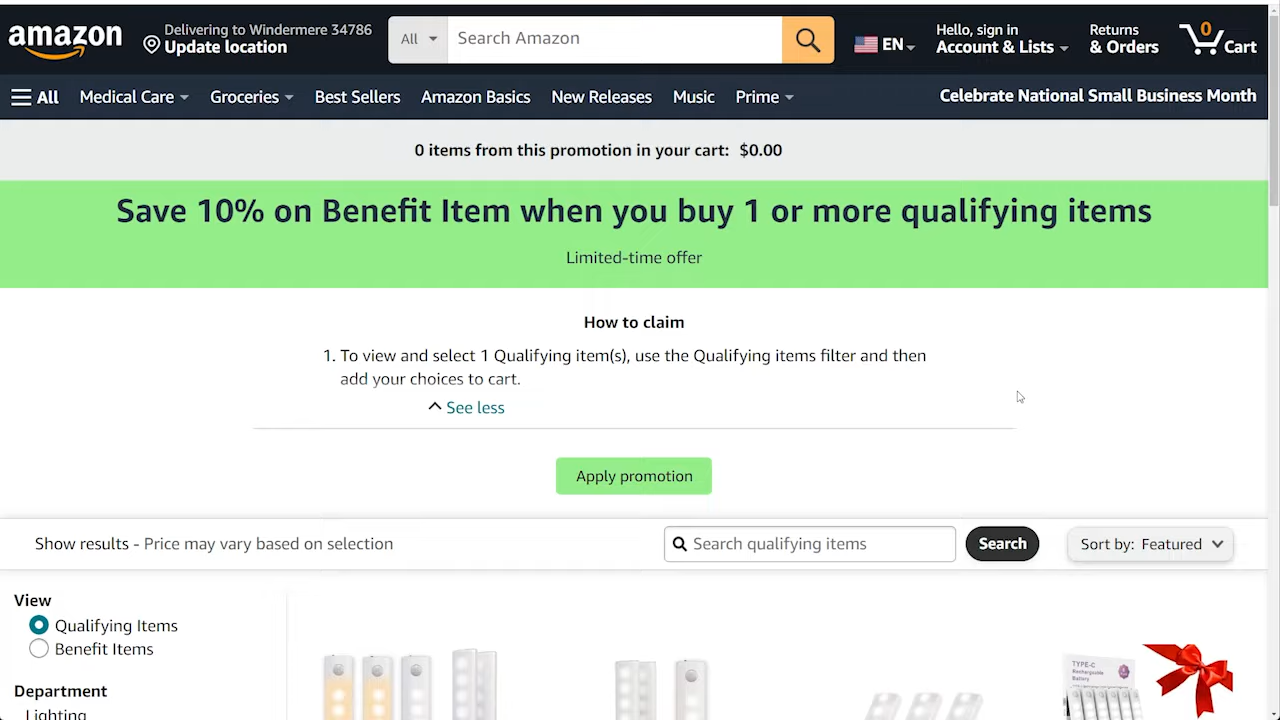 amazon
Delivering to Windermere 34786
Update location
All
Search Amazon
EN
Hello, sign in
Account & Lists
Returns
& Orders
0
Cart
All
Medical Care
Groceries
Best Sellers
Amazon Basics
New Releases
Music
Prime
Celebrate National Small Business Month
0 items from this promotion in your cart: $0.00
Save 10% on Benefit Item when you buy 1 or more qualifying items
Limited-time offer
How to claim
1. To view and select 1 Qualifying item(s), use the Qualifying items filter and then
add your choices to cart.
See less
Apply promotion
Show results - Price may vary based on selection
Search qualifying items
Search
Sort by: Featured
View
Qualifying Items
Benefit Items
Department
Lighting
TYPE-C
Rechargeable
Battery